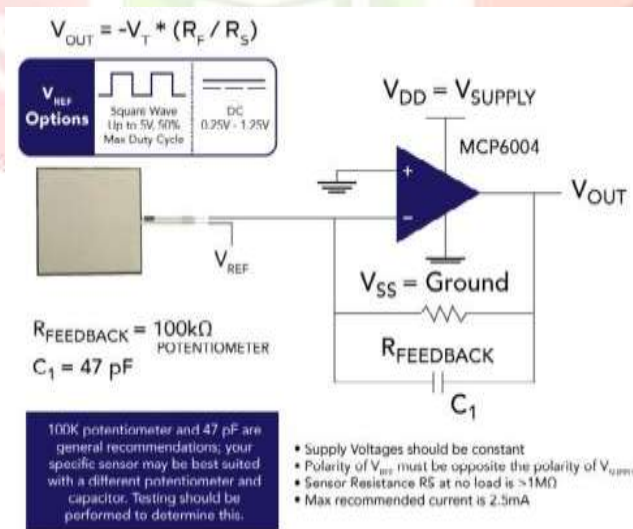 V_OUT = -V_T * (R_F / R_S)
V_REF Options
Square Wave
Up to 5V, 50%
Max Duty Cycle
DC
0.25V - 1.25V
V_DD = V_SUPPLY
MCP6004
+
−
V_OUT
V_REF
V_SS = Ground
R_FEEDBACK
C_1
R_FEEDBACK = 100kΩ
POTENTIOMETER
C_1 = 47 pF
100K potentiometer and 47 pF are
general recommendations; your
specific sensor may be best suited
with a different potentiometer and
capacitor. Testing should be
performed to determine this.
• Supply Voltages should be constant
• Polarity of V_REF must be opposite the polarity of V_SUPPLY
• Sensor Resistance RS at no load is >1MΩ
• Max recommended current is 2.5mA